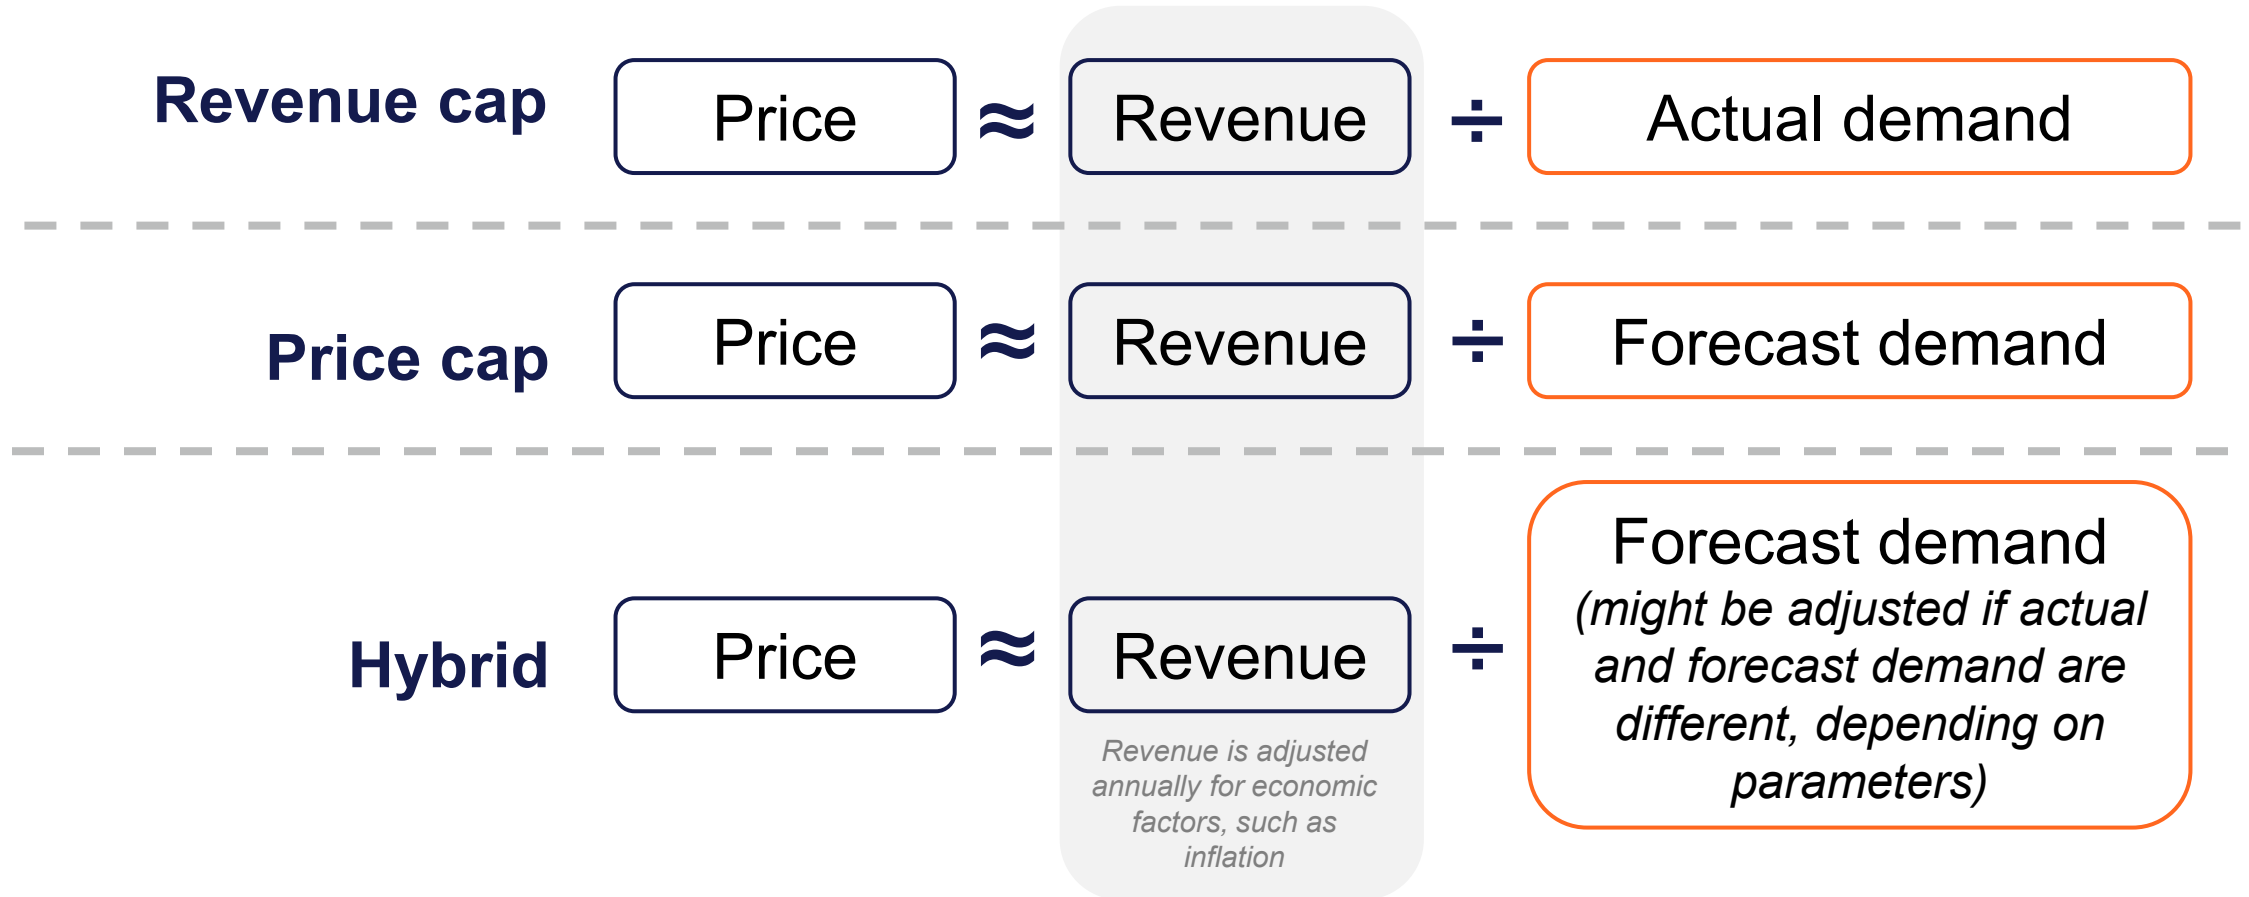 Revenue cap Price ≈ Revenue ÷ Actual demand
Price cap Price ≈ Revenue ÷ Forecast demand
Hybrid Price ≈ Revenue ÷ Forecast demand
(might be adjusted if actual
and forecast demand are
different, depending on
parameters)
Revenue is adjusted
annually for economic
factors, such as
inflation